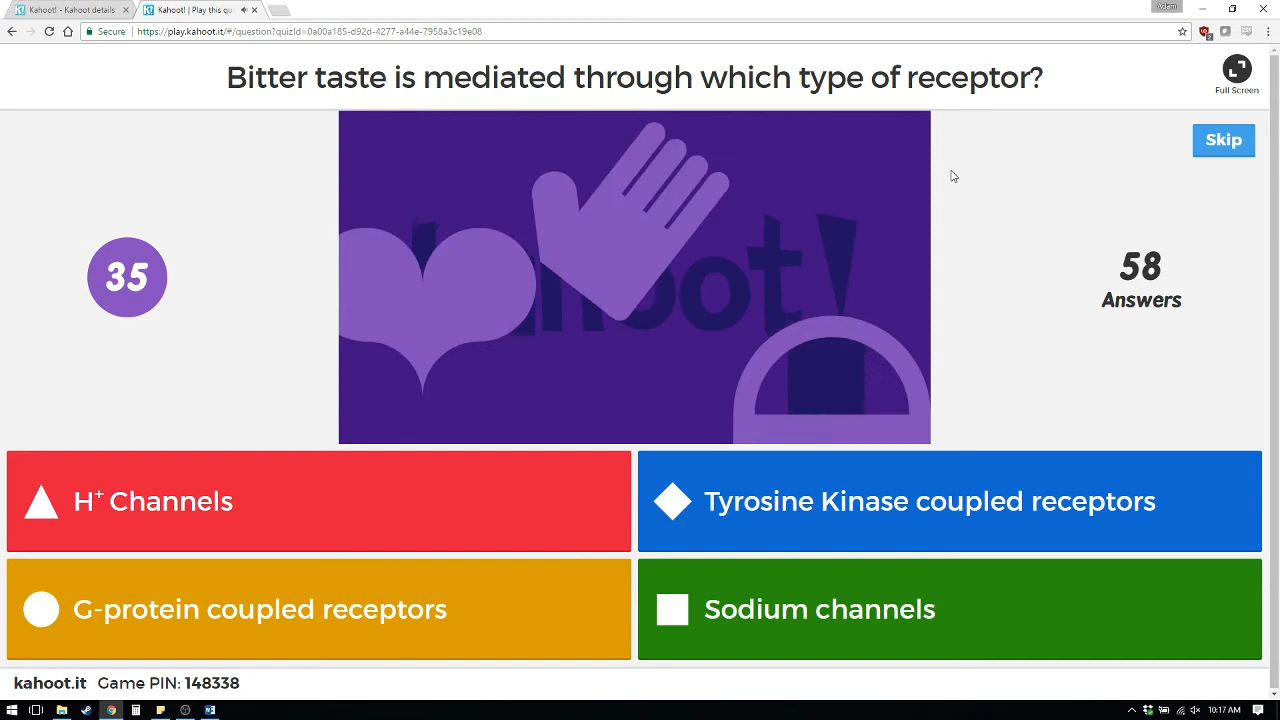 Kahoot! - Kahoot details
Kahoot! | Play this qu
Adam
Secure
https://play.kahoot.it/#/question?quizId=0a00a185-d92d-4277-a44e-7958a3c19e08
Bitter taste is mediated through which type of receptor?
Full Screen
Skip
35
58
Answers
H⁺ Channels
Tyrosine Kinase coupled receptors
G-protein coupled receptors
Sodium channels
kahoot.it Game PIN: 148338
10:17 AM